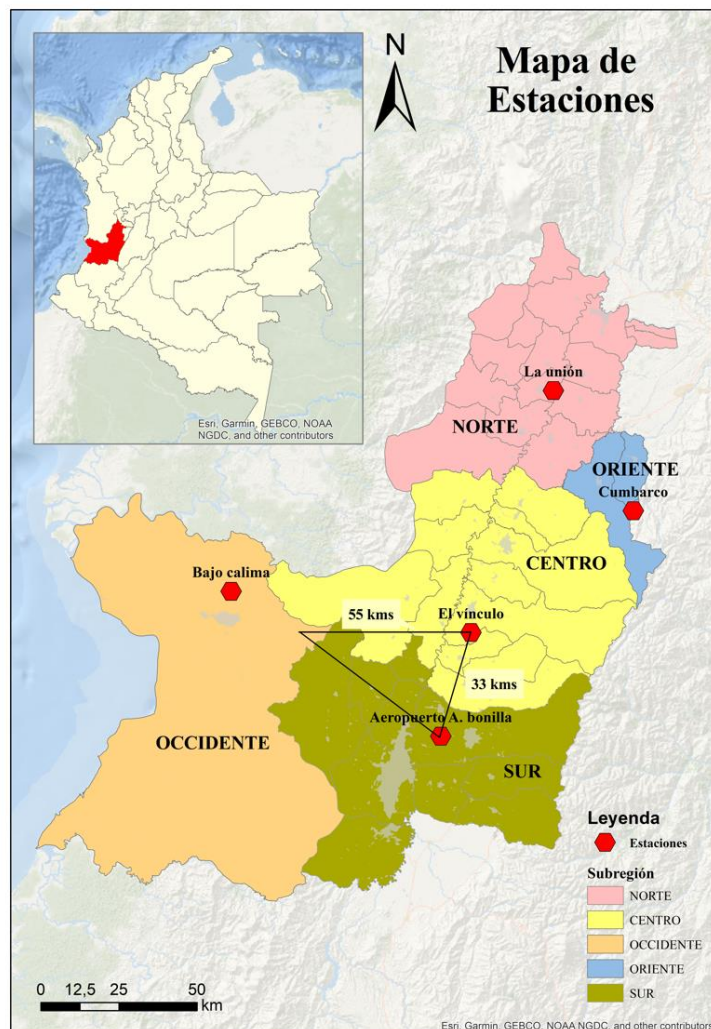 N
Mapa de
Estaciones
Esri, Garmin, GEBCO, NOAA
NGDC, and other contributors
La unión
NORTE
ORIENTE
Cumbarco
CENTRO
Bajo calima
55 kms
El vínculo
33 kms
Aeropuerto A. bonilla
OCCIDENTE
SUR
Leyenda
Estaciones
Subregión
NORTE
CENTRO
OCCIDENTE
ORIENTE
SUR
0 12,5 25 50
km
Esri, Garmin, GEBCO, NOAA NGDC, and other contributors